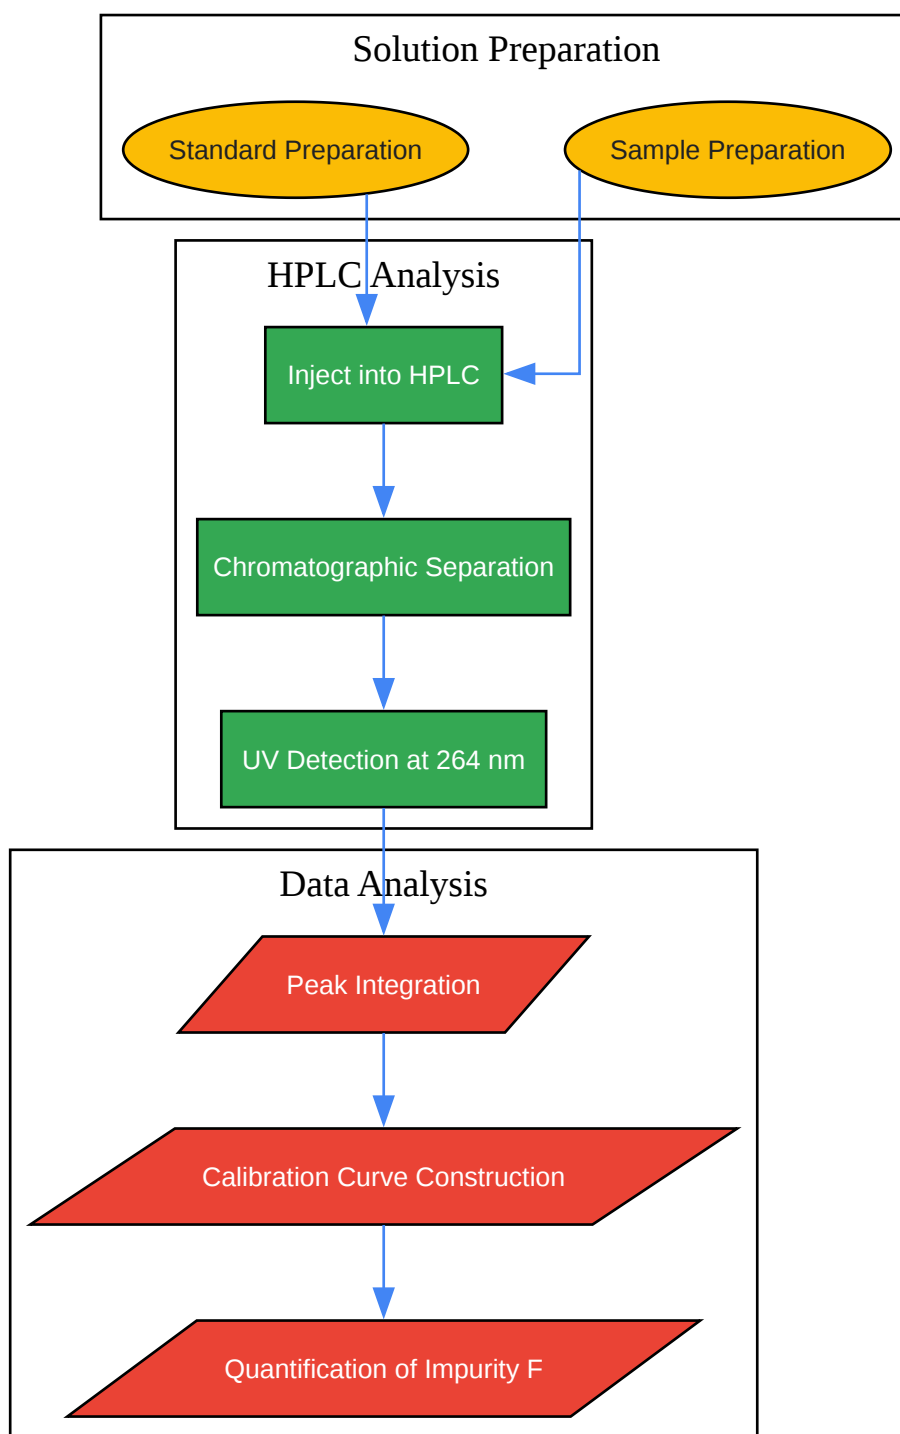 Solution Preparation
Standard Preparation
Sample Preparation
HPLC Analysis
Inject into HPLC
Chromatographic Separation
UV Detection at 264 nm
Data Analysis
Peak Integration
Calibration Curve Construction
Quantification of Impurity F